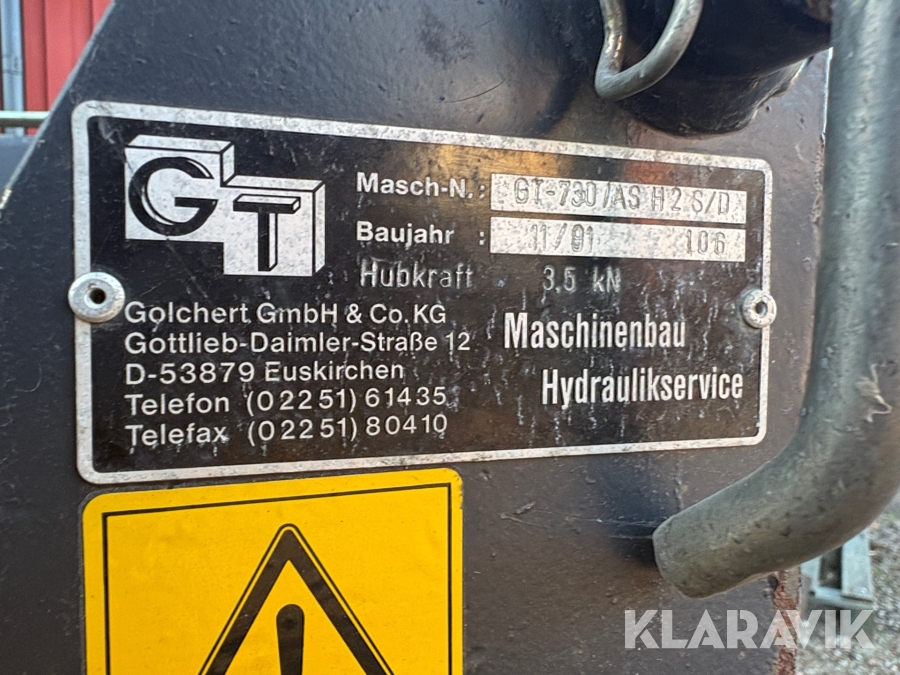 GT
Masch-N.: GT-730/AS H 2 S/D
Baujahr : 11/91 106
Hubkraft 3,5 kN
Golchert GmbH & Co. KG
Gottlieb-Daimler-Straße 12
D-53879 Euskirchen
Telefon (02251) 61435
Telefax (02251) 80410
Maschinenbau
Hydraulikservice
KLARAVIK